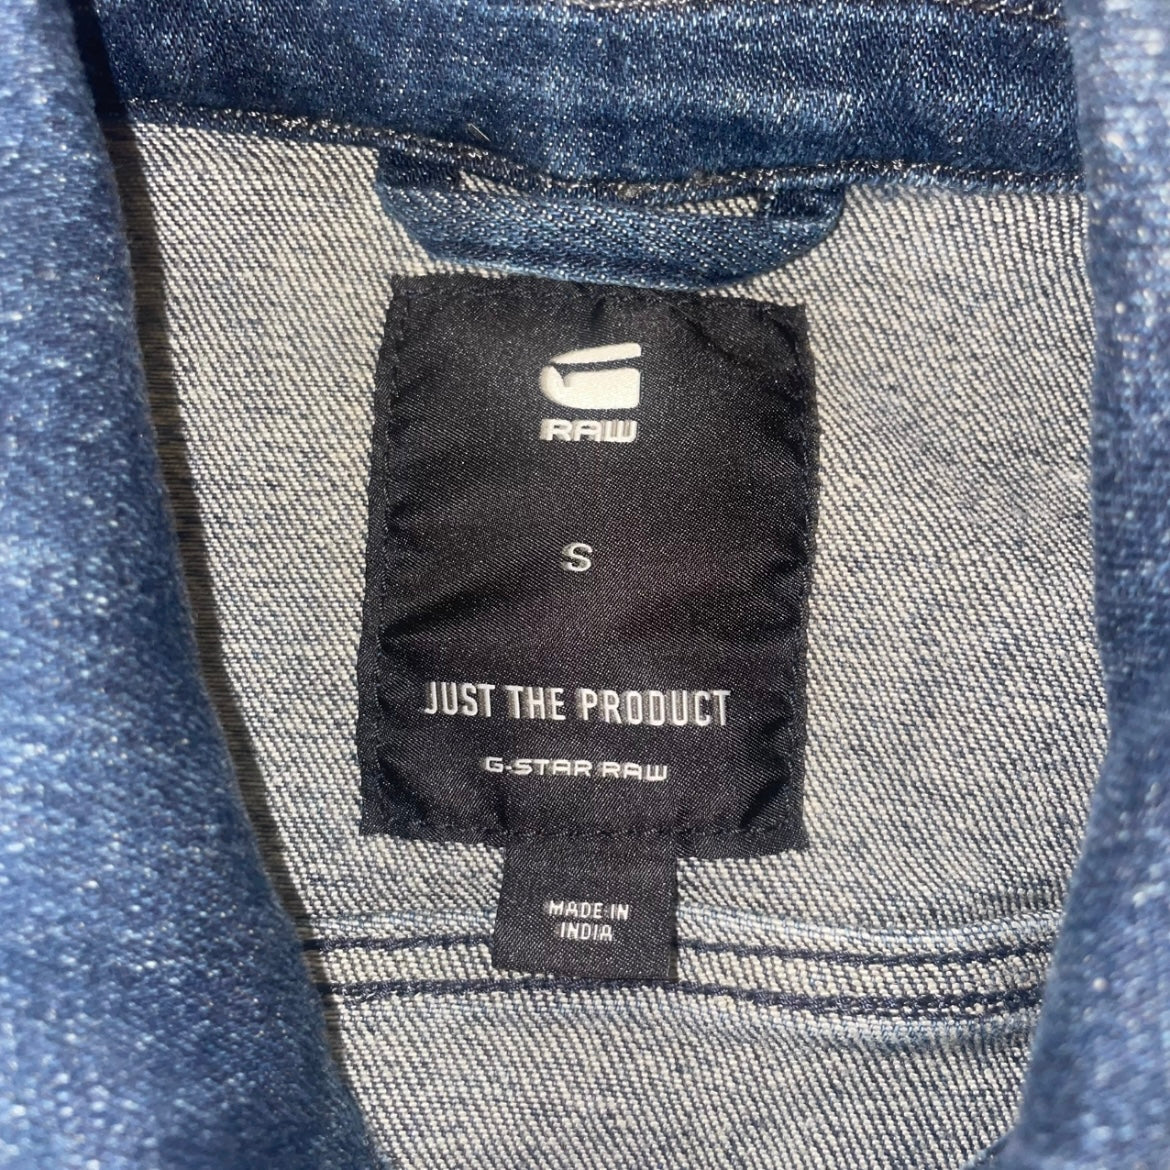 RAW
S
JUST THE PRODUCT
G-STAR RAW
MADE IN
INDIA